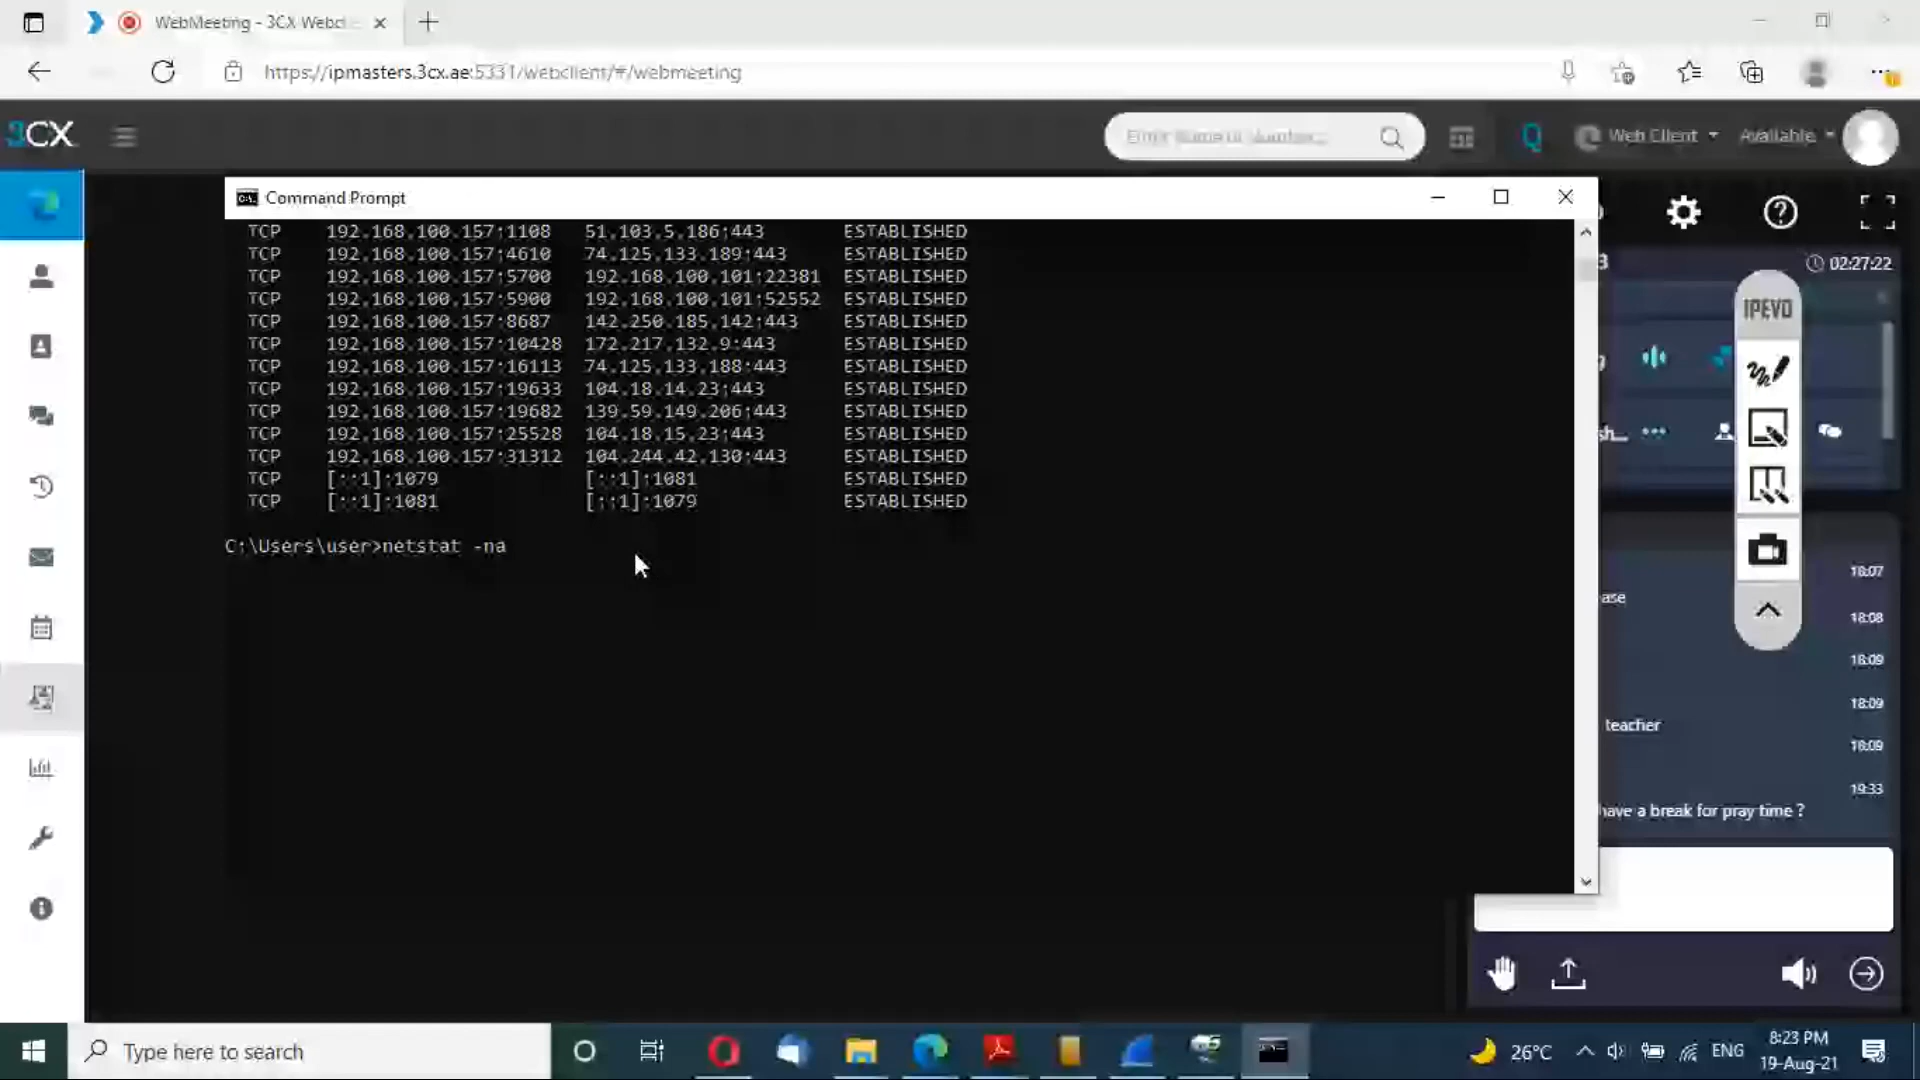 WebMeeting - 3CX Webcl
https://ipmasters.3cx.ae:5331/webclient/#/webmeeting
3CX
Enter Name or Number...
Q
Web Client
Available
Command Prompt
TCP 192.168.100.157:1108 51.103.5.186:443 ESTABLISHED
TCP 192.168.100.157:4610 74.125.133.189:443 ESTABLISHED
TCP 192.168.100.157:5700 192.168.100.101:22381 ESTABLISHED
TCP 192.168.100.157:5900 192.168.100.101:52552 ESTABLISHED
TCP 192.168.100.157:8687 142.250.185.142:443 ESTABLISHED
TCP 192.168.100.157:10428 172.217.132.9:443 ESTABLISHED
TCP 192.168.100.157:16113 74.125.133.188:443 ESTABLISHED
TCP 192.168.100.157:19633 104.18.14.23:443 ESTABLISHED
TCP 192.168.100.157:19682 139.59.149.206:443 ESTABLISHED
TCP 192.168.100.157:25528 104.18.15.23:443 ESTABLISHED
TCP 192.168.100.157:31312 104.244.42.130:443 ESTABLISHED
TCP [::1]:1079 [::1]:1081 ESTABLISHED
TCP [::1]:1081 [::1]:1079 ESTABLISHED
C:\Users\user>netstat -na
3
02:27:22
IPEVO
sh...
18:07
ase
18:08
18:09
18:09
teacher
18:09
19:33
have a break for pray time ?
Type here to search
26°C
ENG
8:23 PM
19-Aug-21